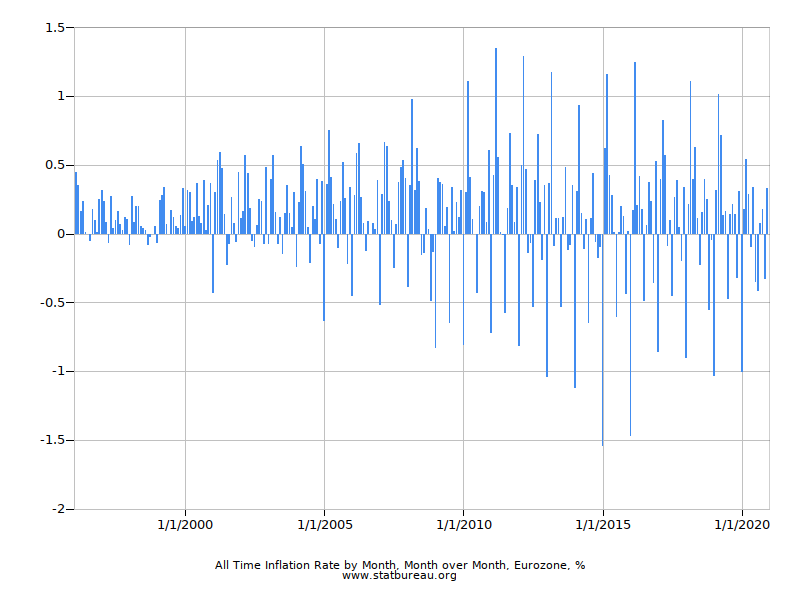 1.5
1
0.5
0
-0.5
-1
-1.5
-2
1/1/2000 1/1/2005 1/1/2010 1/1/2015 1/1/2020
All Time Inflation Rate by Month, Month over Month, Eurozone, %
www.statbureau.org